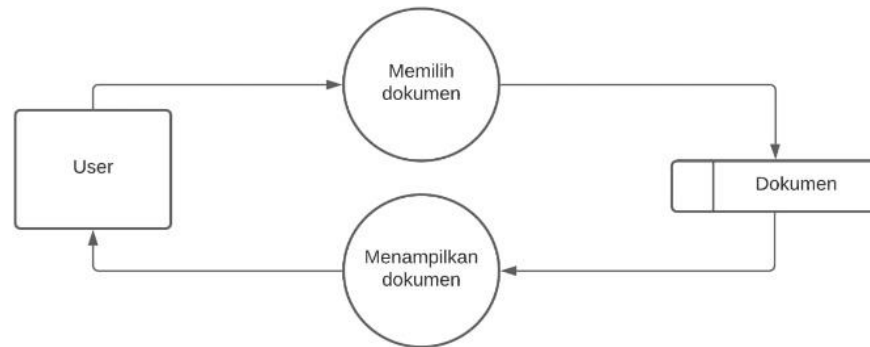 Memilih
dokumen
User
Dokumen
Menampilkan
dokumen